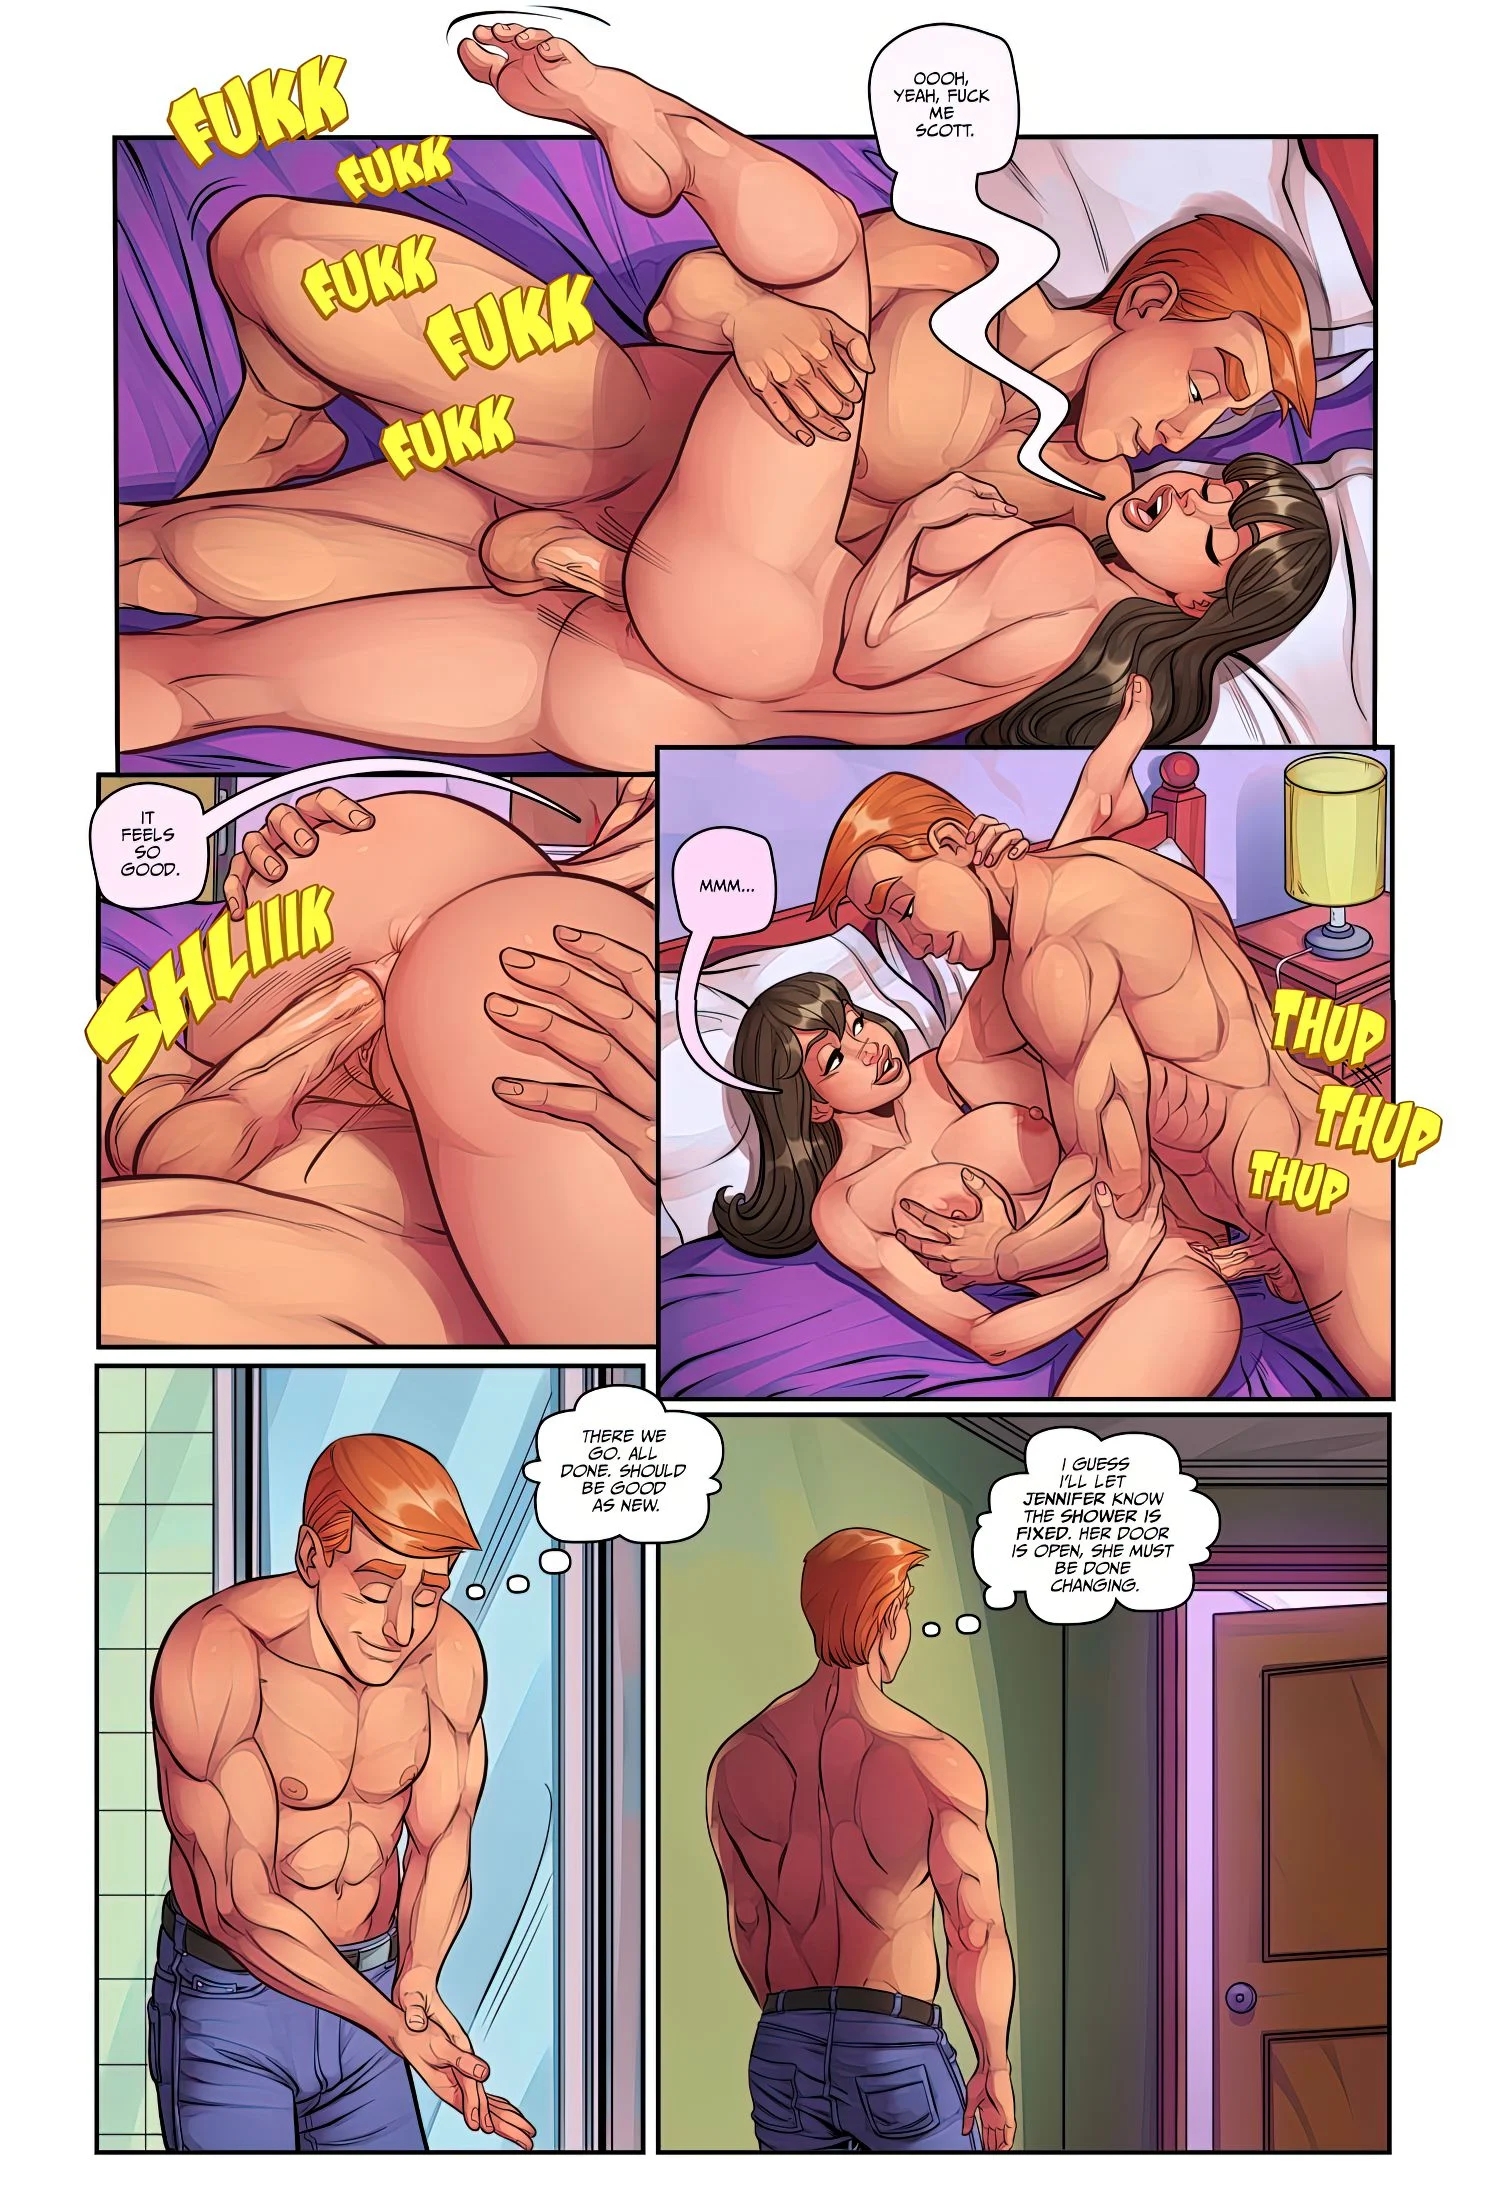 OOOH,
YEAH, FUCK
ME
SCOTT.
FUKK
FUKK
FUKK
FUKK
FUKK
IT
FEELS
SO
GOOD.
SHLIIIK
MMM...
THUP
THUP
THUP
THERE WE
GO. ALL
DONE. SHOULD
BE GOOD
AS NEW.
I GUESS
I'LL LET
JENNIFER KNOW
THE SHOWER IS
FIXED. HER DOOR
IS OPEN, SHE MUST
BE DONE
CHANGING.